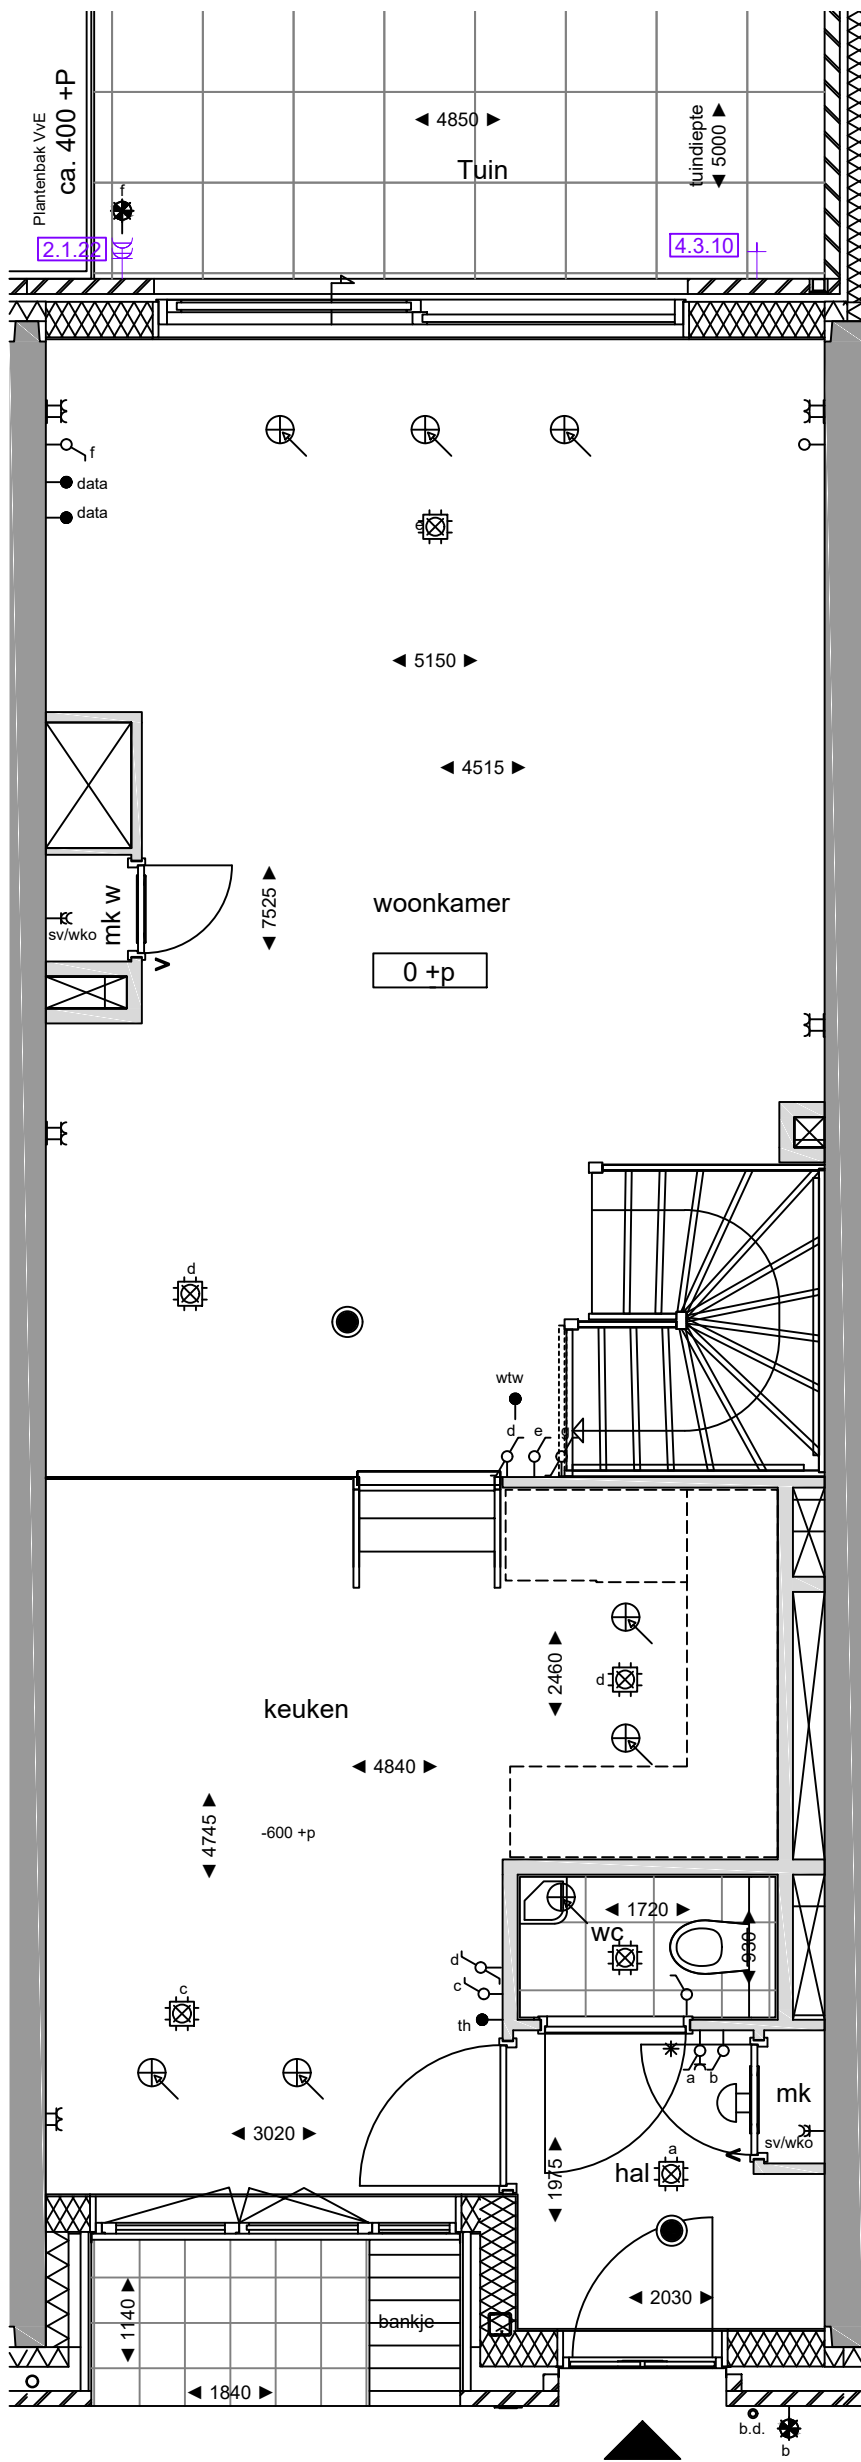 Plantenbak VvE
ca. 400 +P
4850
Tuin
tuindiepte
5000
f
2.1.22
4.3.10
f
data
data
e
5150
4515
7525
woonkamer
0 +p
mk w
sv/wko
d
wtw
d
e
g
2460
d
keuken
4840
4745
-600 +p
1720
wc
930
d
c
th
c
a
b
mk
sv/wko
3020
1975
hal
a
2030
1140
bankje
1840
b.d.
b